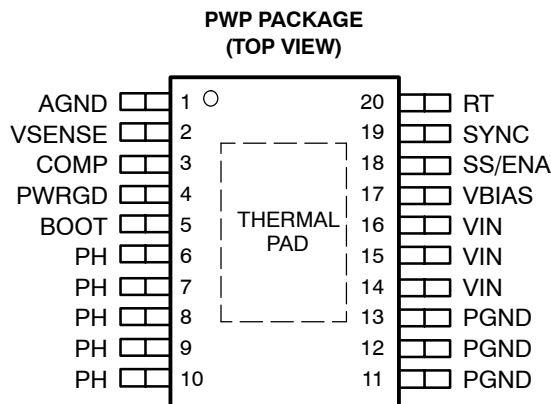 PWP PACKAGE
(TOP VIEW)
AGND 1 20 RT
VSENSE 2 19 SYNC
COMP 3 18 SS/ENA
PWRGD 4 17 VBIAS
BOOT 5 THERMAL 16 VIN
PH 6 PAD 15 VIN
PH 7 14 VIN
PH 8 13 PGND
PH 9 12 PGND
PH 10 11 PGND